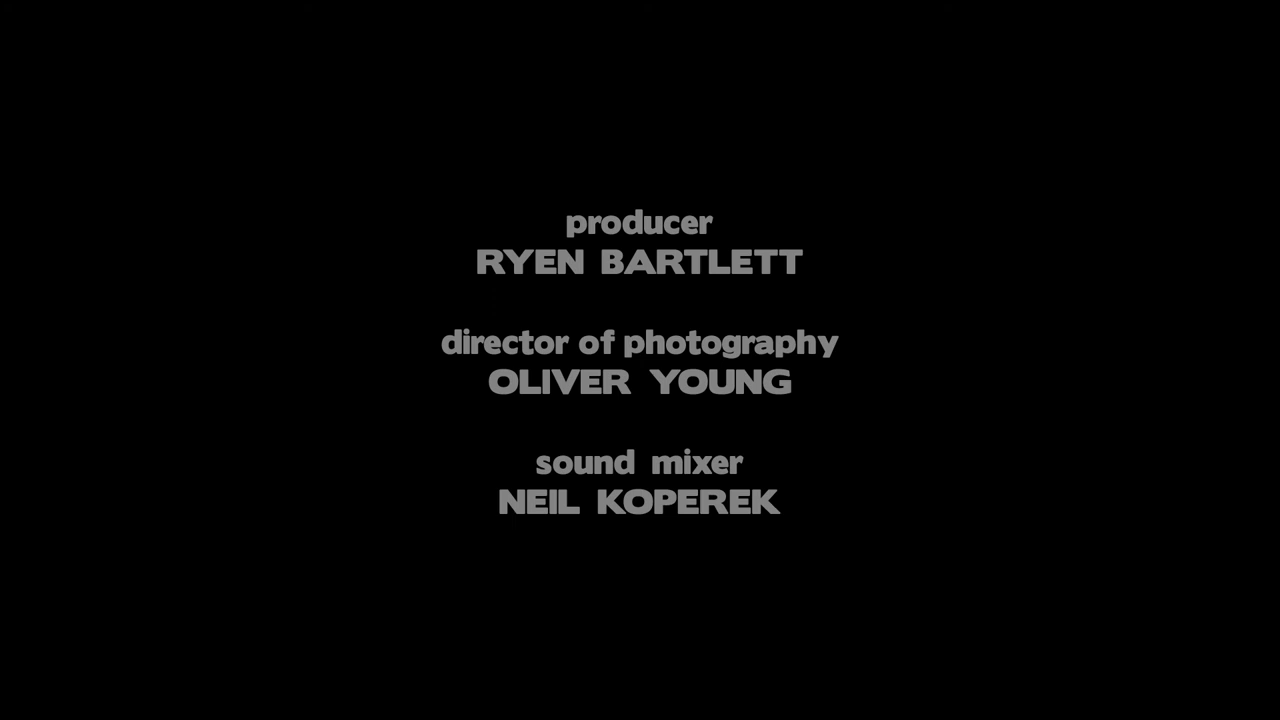 producer
RYEN BARTLETT
director of photography
OLIVER YOUNG
sound mixer
NEIL KOPEREK